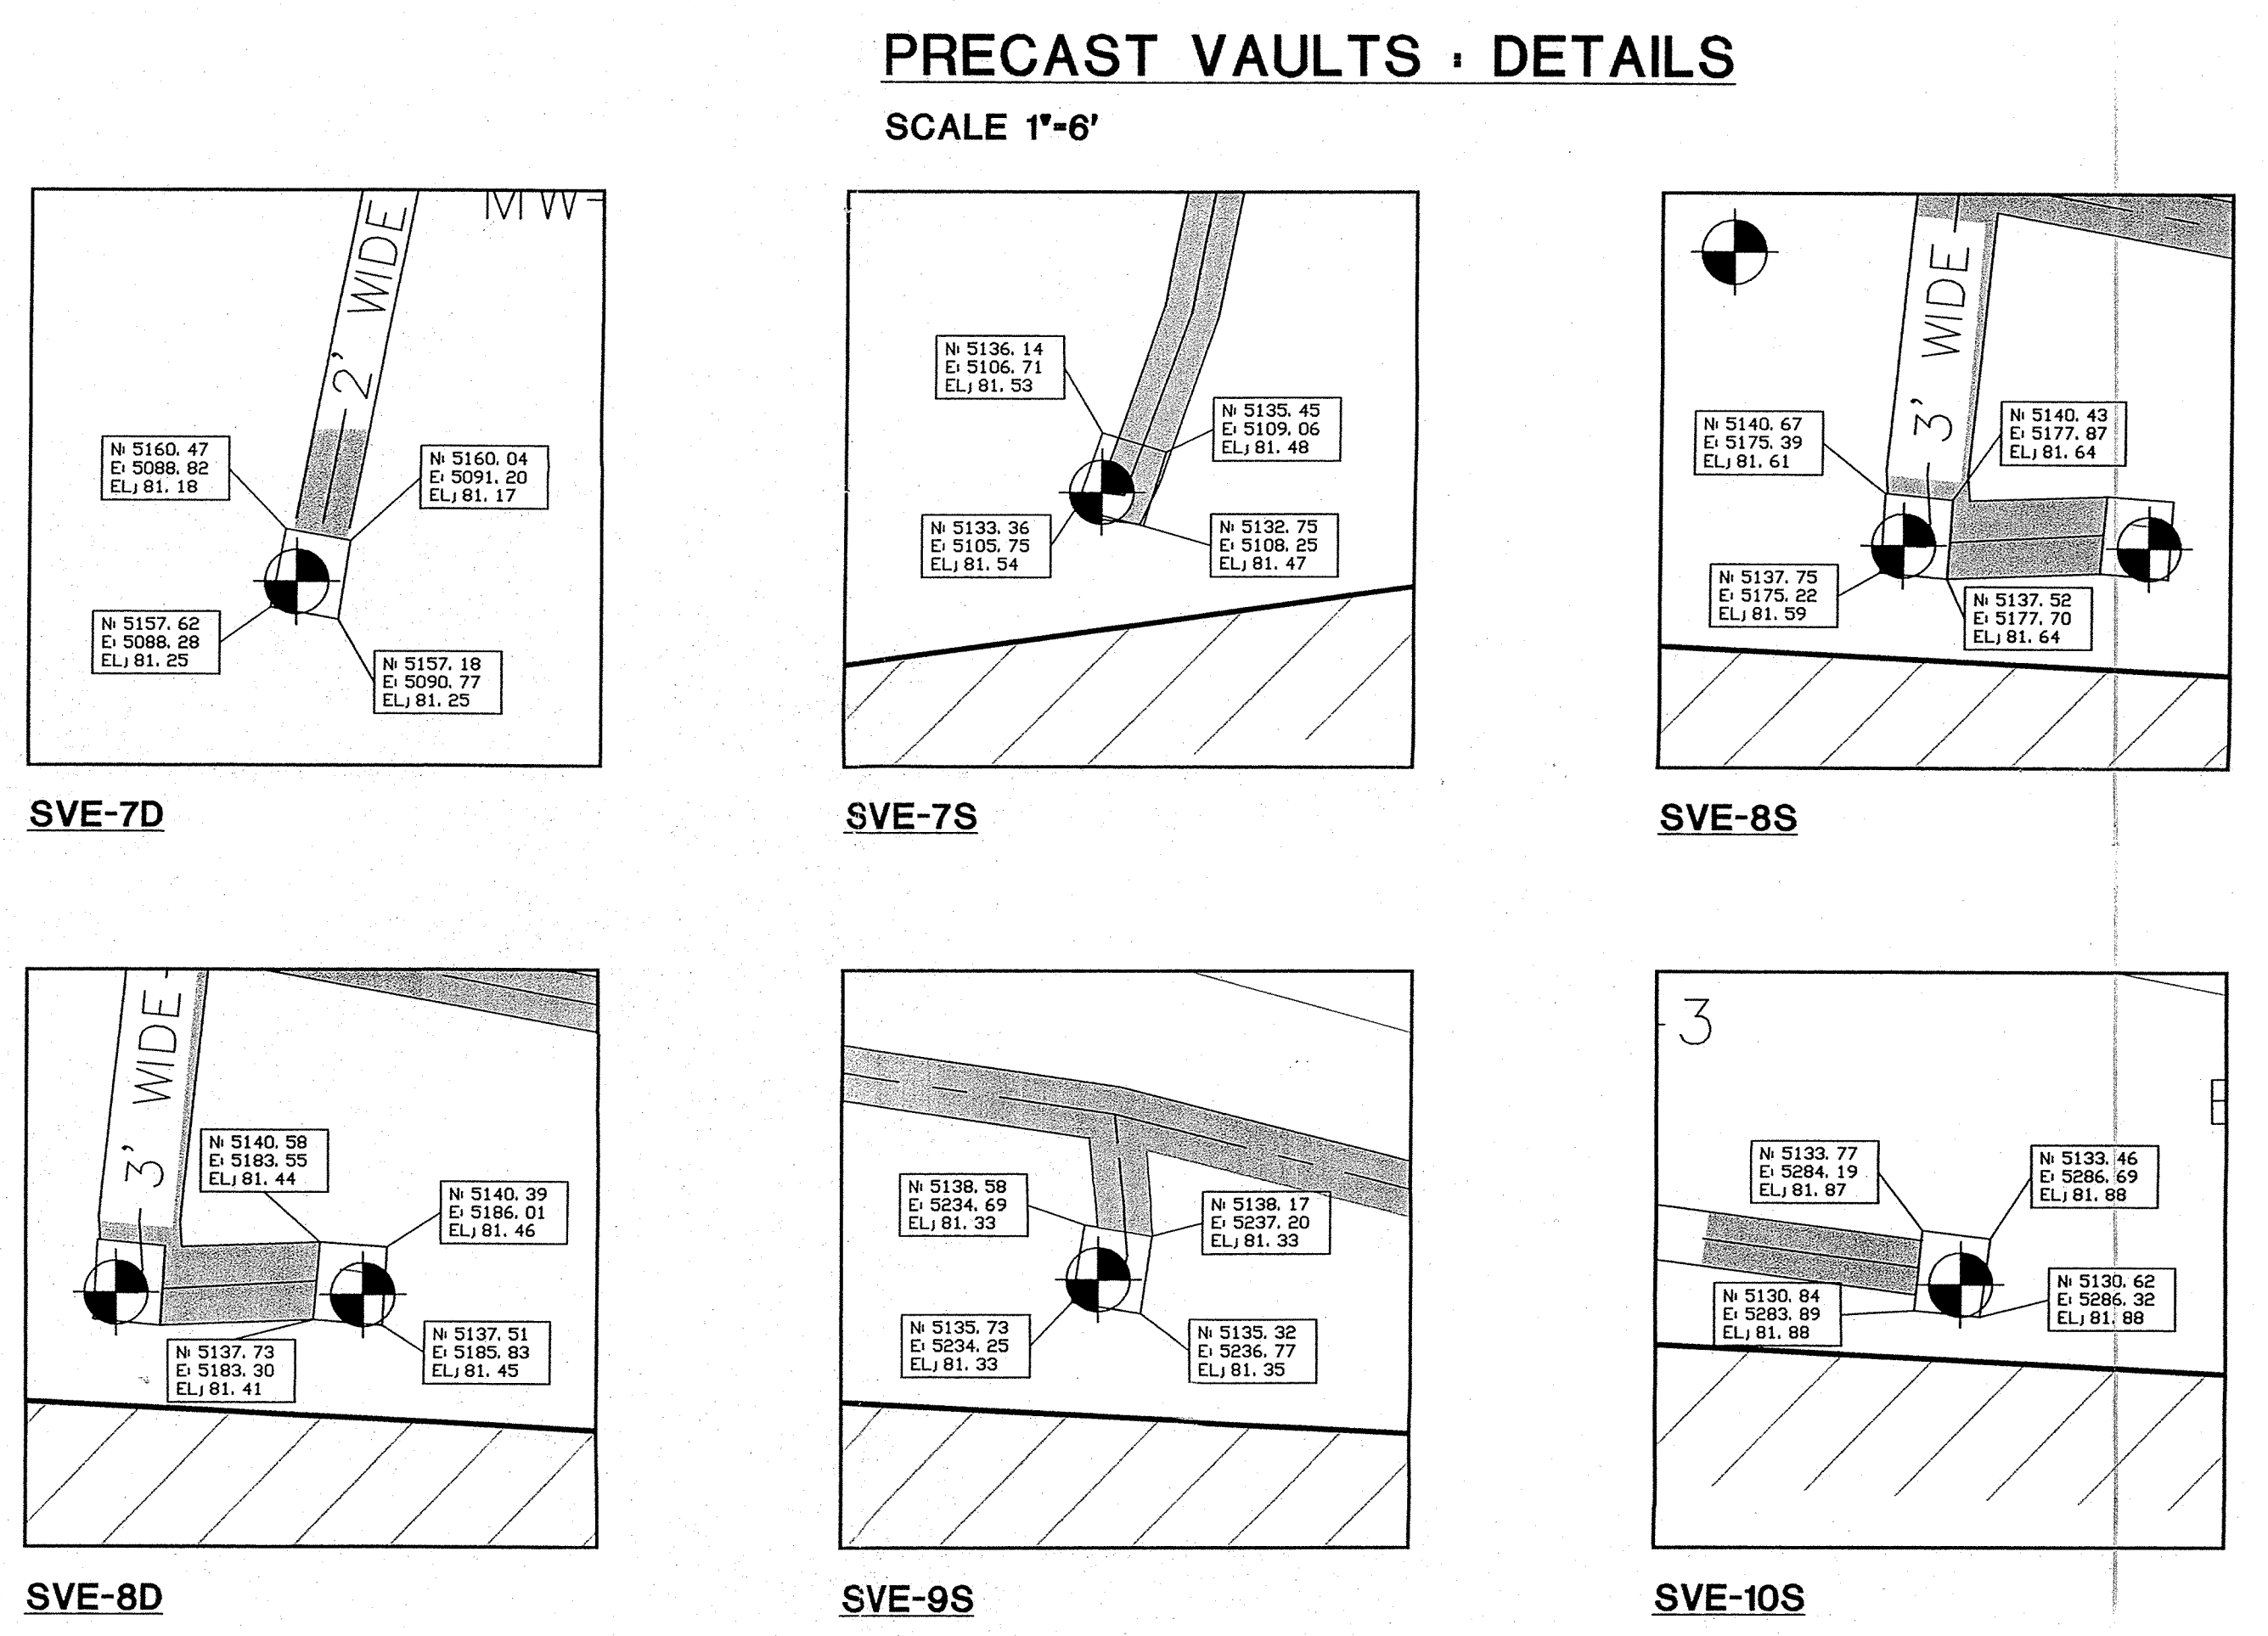 PRECAST VAULTS : DETAILS
SCALE 1"=6'
2' WIDE
MW-
N: 5160.47
E: 5088.82
EL; 81.18
N: 5160.04
E: 5091.20
EL; 81.17
N: 5157.62
E: 5088.28
EL; 81.25
N: 5157.18
E: 5090.77
EL; 81.25
SVE-7D
N: 5136.14
E: 5106.71
EL; 81.53
N: 5135.45
E: 5109.06
EL; 81.48
N: 5133.36
E: 5105.75
EL; 81.54
N: 5132.75
E: 5108.25
EL; 81.47
SVE-7S
3' WIDE
N: 5140.67
E: 5175.39
EL; 81.61
N: 5140.43
E: 5177.87
EL; 81.64
N: 5137.75
E: 5175.22
EL; 81.59
N: 5137.52
E: 5177.70
EL; 81.64
SVE-8S
3' WIDE
N: 5140.58
E: 5183.55
EL; 81.44
N: 5140.39
E: 5186.01
EL; 81.46
N: 5137.73
E: 5183.30
EL; 81.41
N: 5137.51
E: 5185.83
EL; 81.45
SVE-8D
N: 5138.58
E: 5234.69
EL; 81.33
N: 5138.17
E: 5237.20
EL; 81.33
N: 5135.73
E: 5234.25
EL; 81.33
N: 5135.32
E: 5236.77
EL; 81.35
SVE-9S
-3
N: 5133.77
E: 5284.19
EL; 81.87
N: 5133.46
E: 5286.69
EL; 81.88
N: 5130.84
E: 5283.89
EL; 81.88
N: 5130.62
E: 5286.32
EL; 81.88
SVE-10S